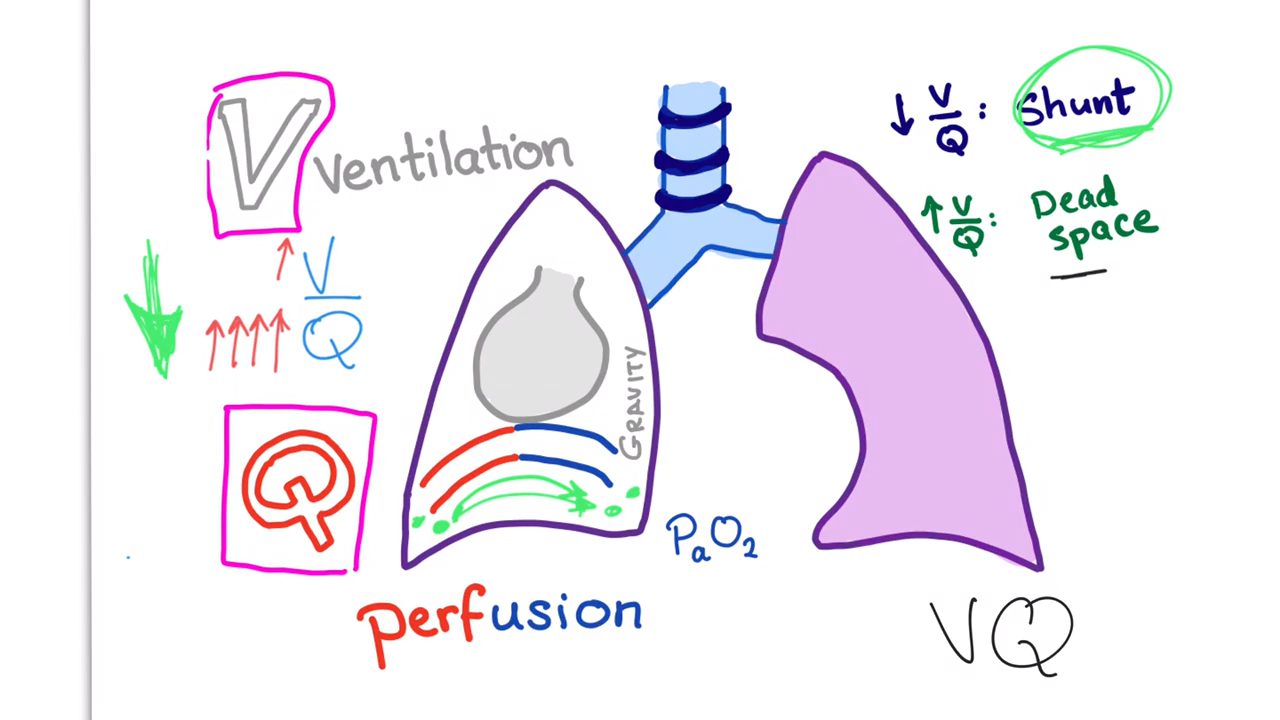 V ventilation
↑ V
↑↑↑↑ Q
Q
perfusion
GRAVITY
PaO2
↓ V/Q : Shunt
↑ V/Q : Dead
space
VQ